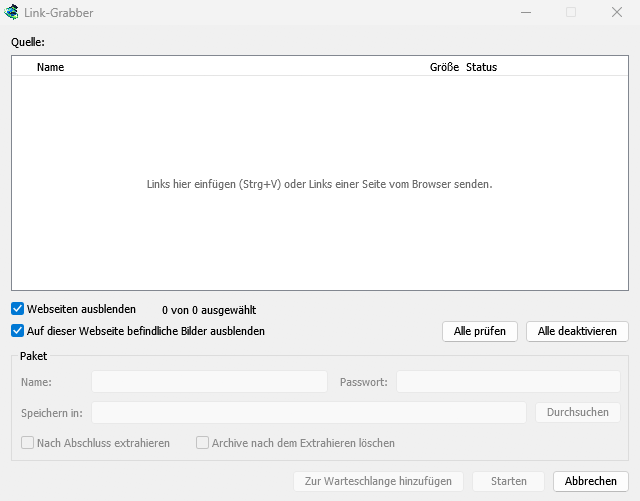 Link-Grabber
Quelle:
Name Größe Status
Links hier einfügen (Strg+V) oder Links einer Seite vom Browser senden.
Webseiten ausblenden 0 von 0 ausgewählt
Auf dieser Webseite befindliche Bilder ausblenden Alle prüfen Alle deaktivieren
Paket
Name: Passwort:
Speichern in: Durchsuchen
Nach Abschluss extrahieren Archive nach dem Extrahieren löschen
Zur Warteschlange hinzufügen Starten Abbrechen